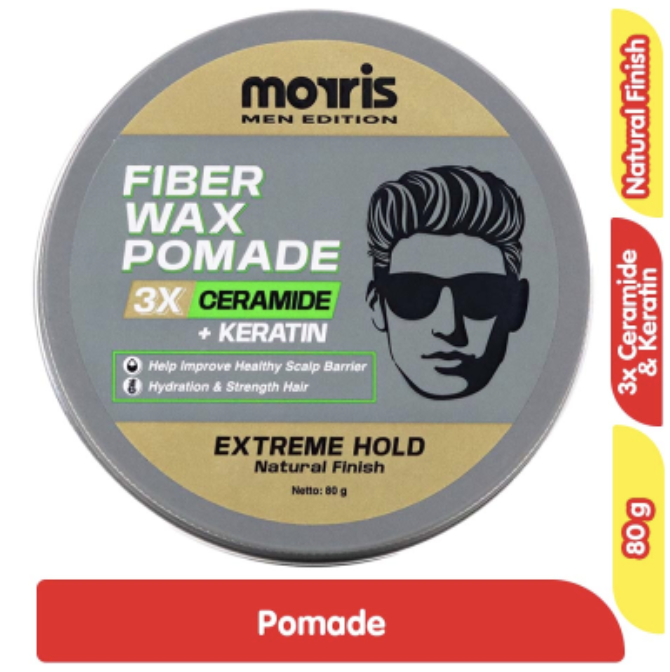 morris
MEN EDITION
FIBER
WAX
POMADE
3X CERAMIDE
+ KERATIN
Help Improve Healthy Scalp Barrier
Hydration & Strength Hair
EXTREME HOLD
Natural Finish
Netto: 80 g
Natural Finish
3x Ceramide
& Keratin
80g
Pomade